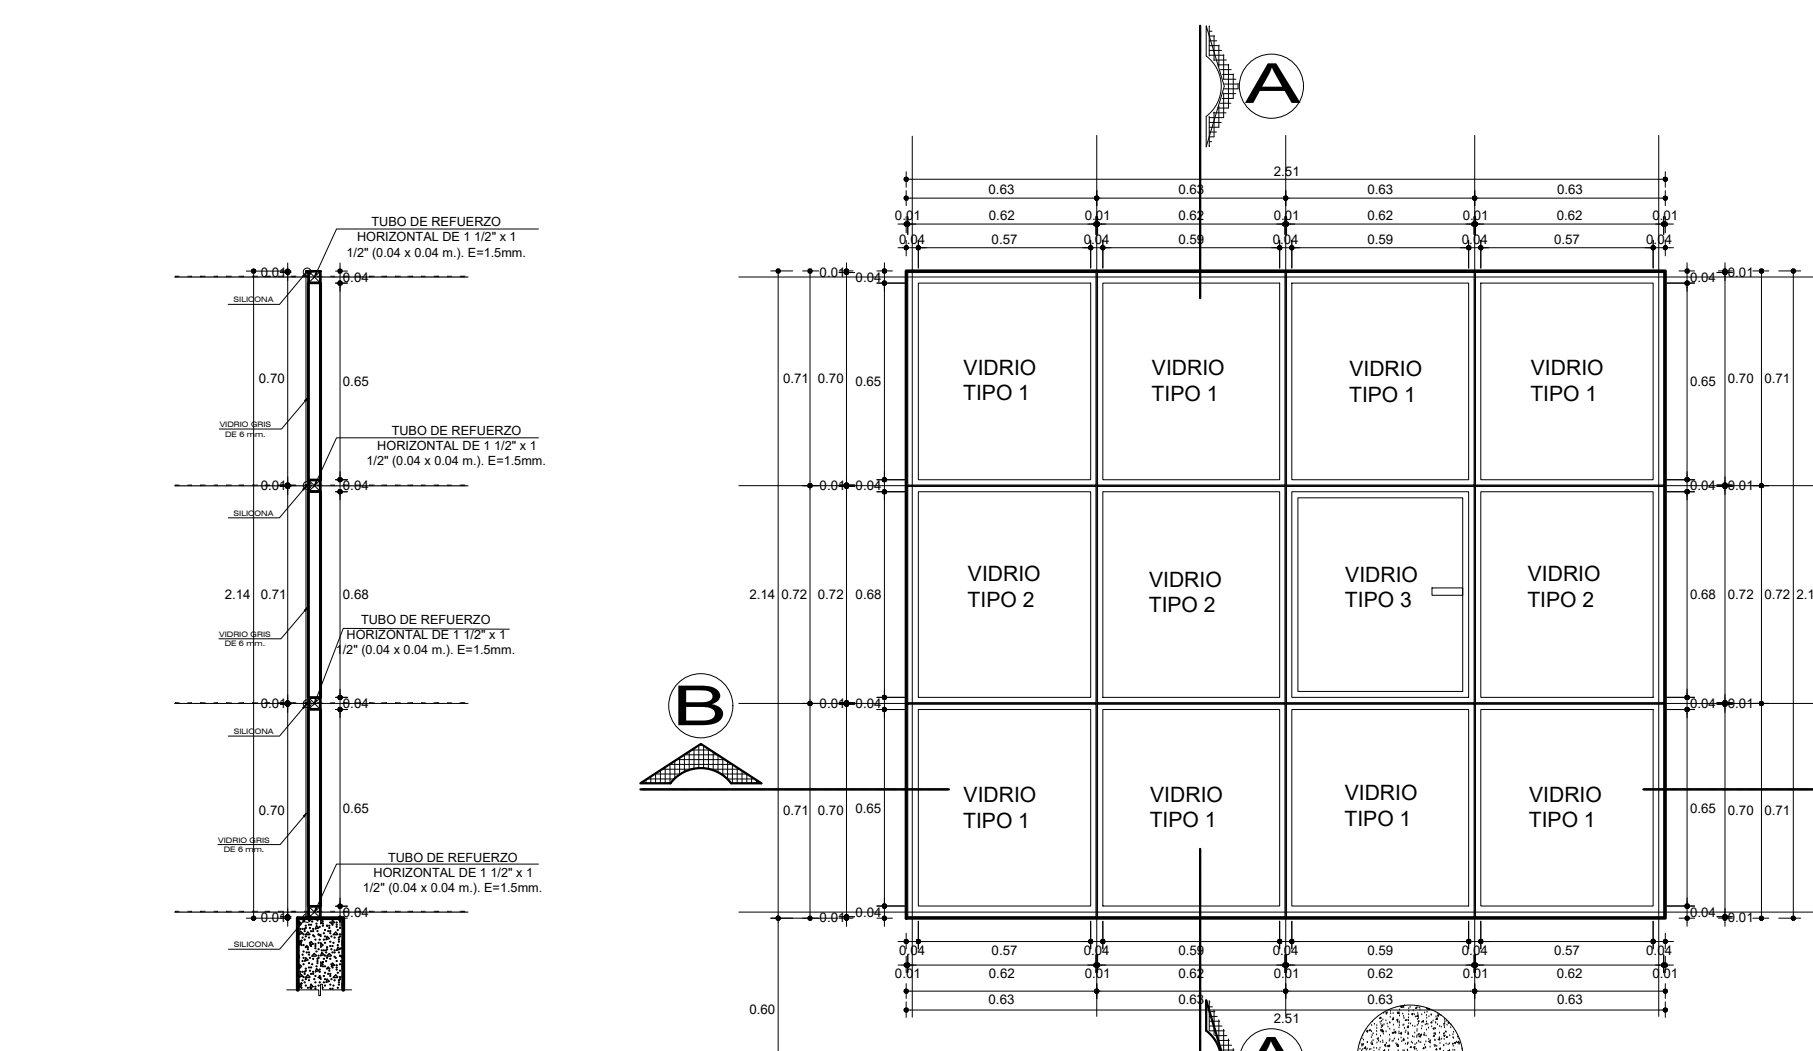 A
2.51
0.63 0.63 0.63 0.63
0.01 0.62 0.01 0.62 0.01 0.62 0.01 0.62 0.01
0.04 0.57 0.04 0.59 0.04 0.59 0.04 0.57 0.04
TUBO DE REFUERZO
HORIZONTAL DE 1 1/2" x 1
1/2" (0.04 x 0.04 m.). E=1.5mm.
0.01 0.04 0.01 0.04 0.04 0.01
SILICONA
0.70 0.65 0.71 0.70 0.65 0.65 0.70 0.71
VIDRIO
TIPO 1
VIDRIO
TIPO 1
VIDRIO
TIPO 1
VIDRIO
TIPO 1
VIDRIO GRIS
DE 6 mm.
TUBO DE REFUERZO
HORIZONTAL DE 1 1/2" x 1
1/2" (0.04 x 0.04 m.). E=1.5mm.
0.01 0.04 0.01 0.04 0.04 0.01
SILICONA
2.14 0.71 0.68 2.14 0.72 0.72 0.68 0.68 0.72 0.72 2.1
VIDRIO
TIPO 2
VIDRIO
TIPO 2
VIDRIO
TIPO 3
VIDRIO
TIPO 2
VIDRIO GRIS
DE 6 mm.
TUBO DE REFUERZO
HORIZONTAL DE 1 1/2" x 1
1/2" (0.04 x 0.04 m.). E=1.5mm.
0.01 0.04 0.01 0.04 0.04 0.01
SILICONA
B
0.70 0.65 0.71 0.70 0.65 0.65 0.70 0.71
VIDRIO
TIPO 1
VIDRIO
TIPO 1
VIDRIO
TIPO 1
VIDRIO
TIPO 1
VIDRIO GRIS
DE 6 mm.
TUBO DE REFUERZO
HORIZONTAL DE 1 1/2" x 1
1/2" (0.04 x 0.04 m.). E=1.5mm.
0.01 0.04 0.01 0.04 0.04 0.01
SILICONA
0.04 0.57 0.04 0.59 0.04 0.59 0.04 0.57 0.04
0.01 0.62 0.01 0.62 0.01 0.62 0.01 0.62 0.01
0.63 0.63 0.63 0.63
0.60
2.51
A